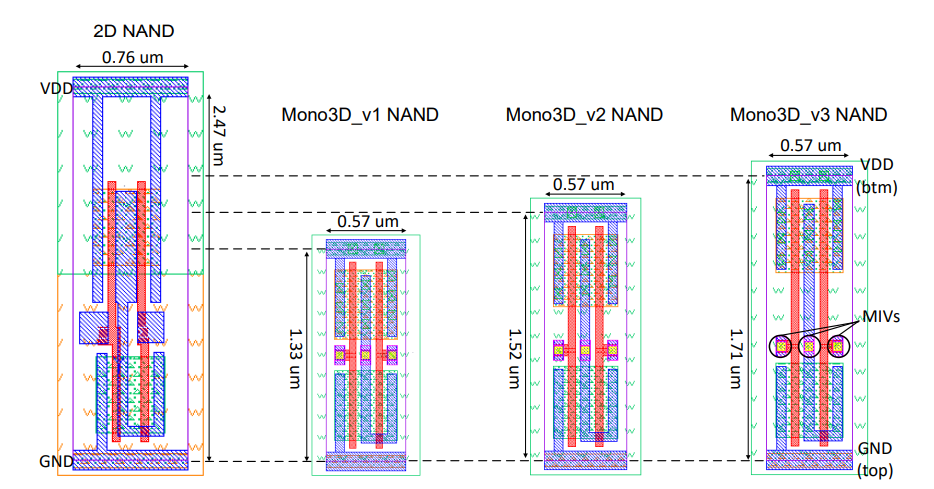 2D NAND
0.76 um
VDD
2.47 um
GND
Mono3D_v1 NAND
0.57 um
1.33 um
Mono3D_v2 NAND
0.57 um
1.52 um
Mono3D_v3 NAND
0.57 um
VDD
(btm)
1.71 um
MIVs
GND
(top)